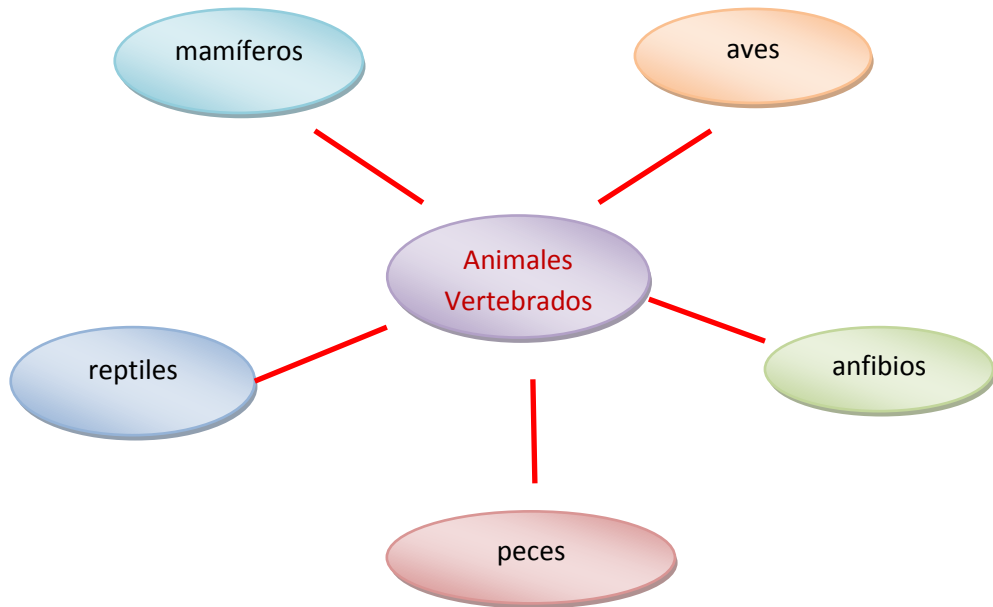 mamíferos
aves
Animales
Vertebrados
reptiles
anfibios
peces